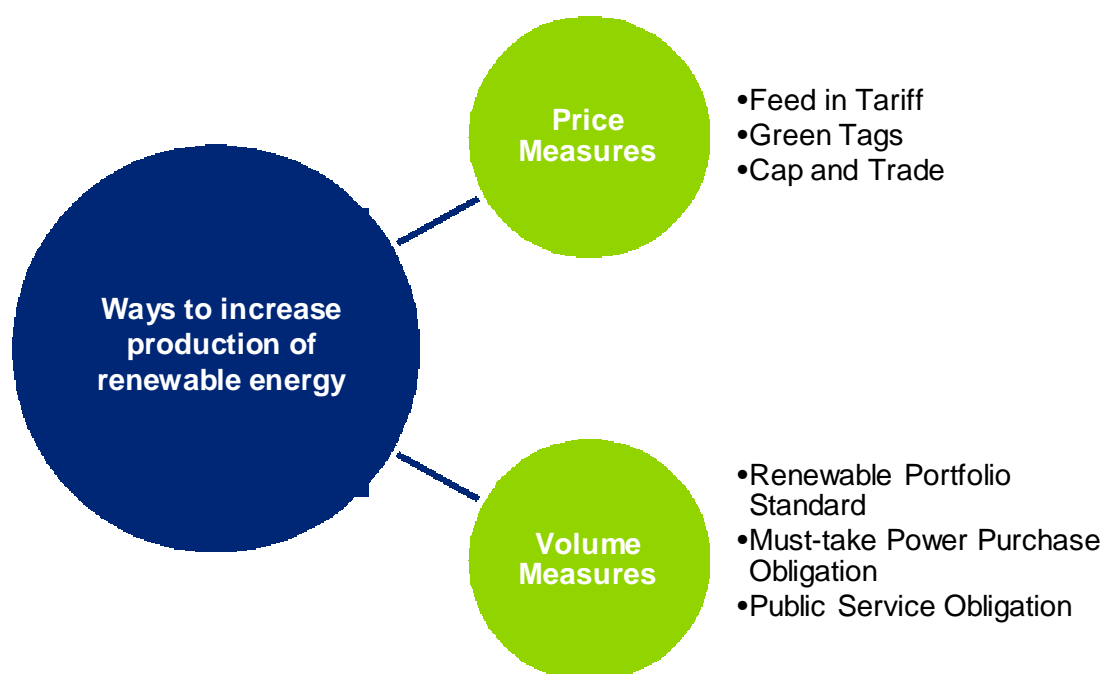 Price
Measures
•Feed in Tariff
•Green Tags
•Cap and Trade
Ways to increase
production of
renewable energy
Volume
Measures
•Renewable Portfolio
Standard
•Must-take Power Purchase
Obligation
•Public Service Obligation